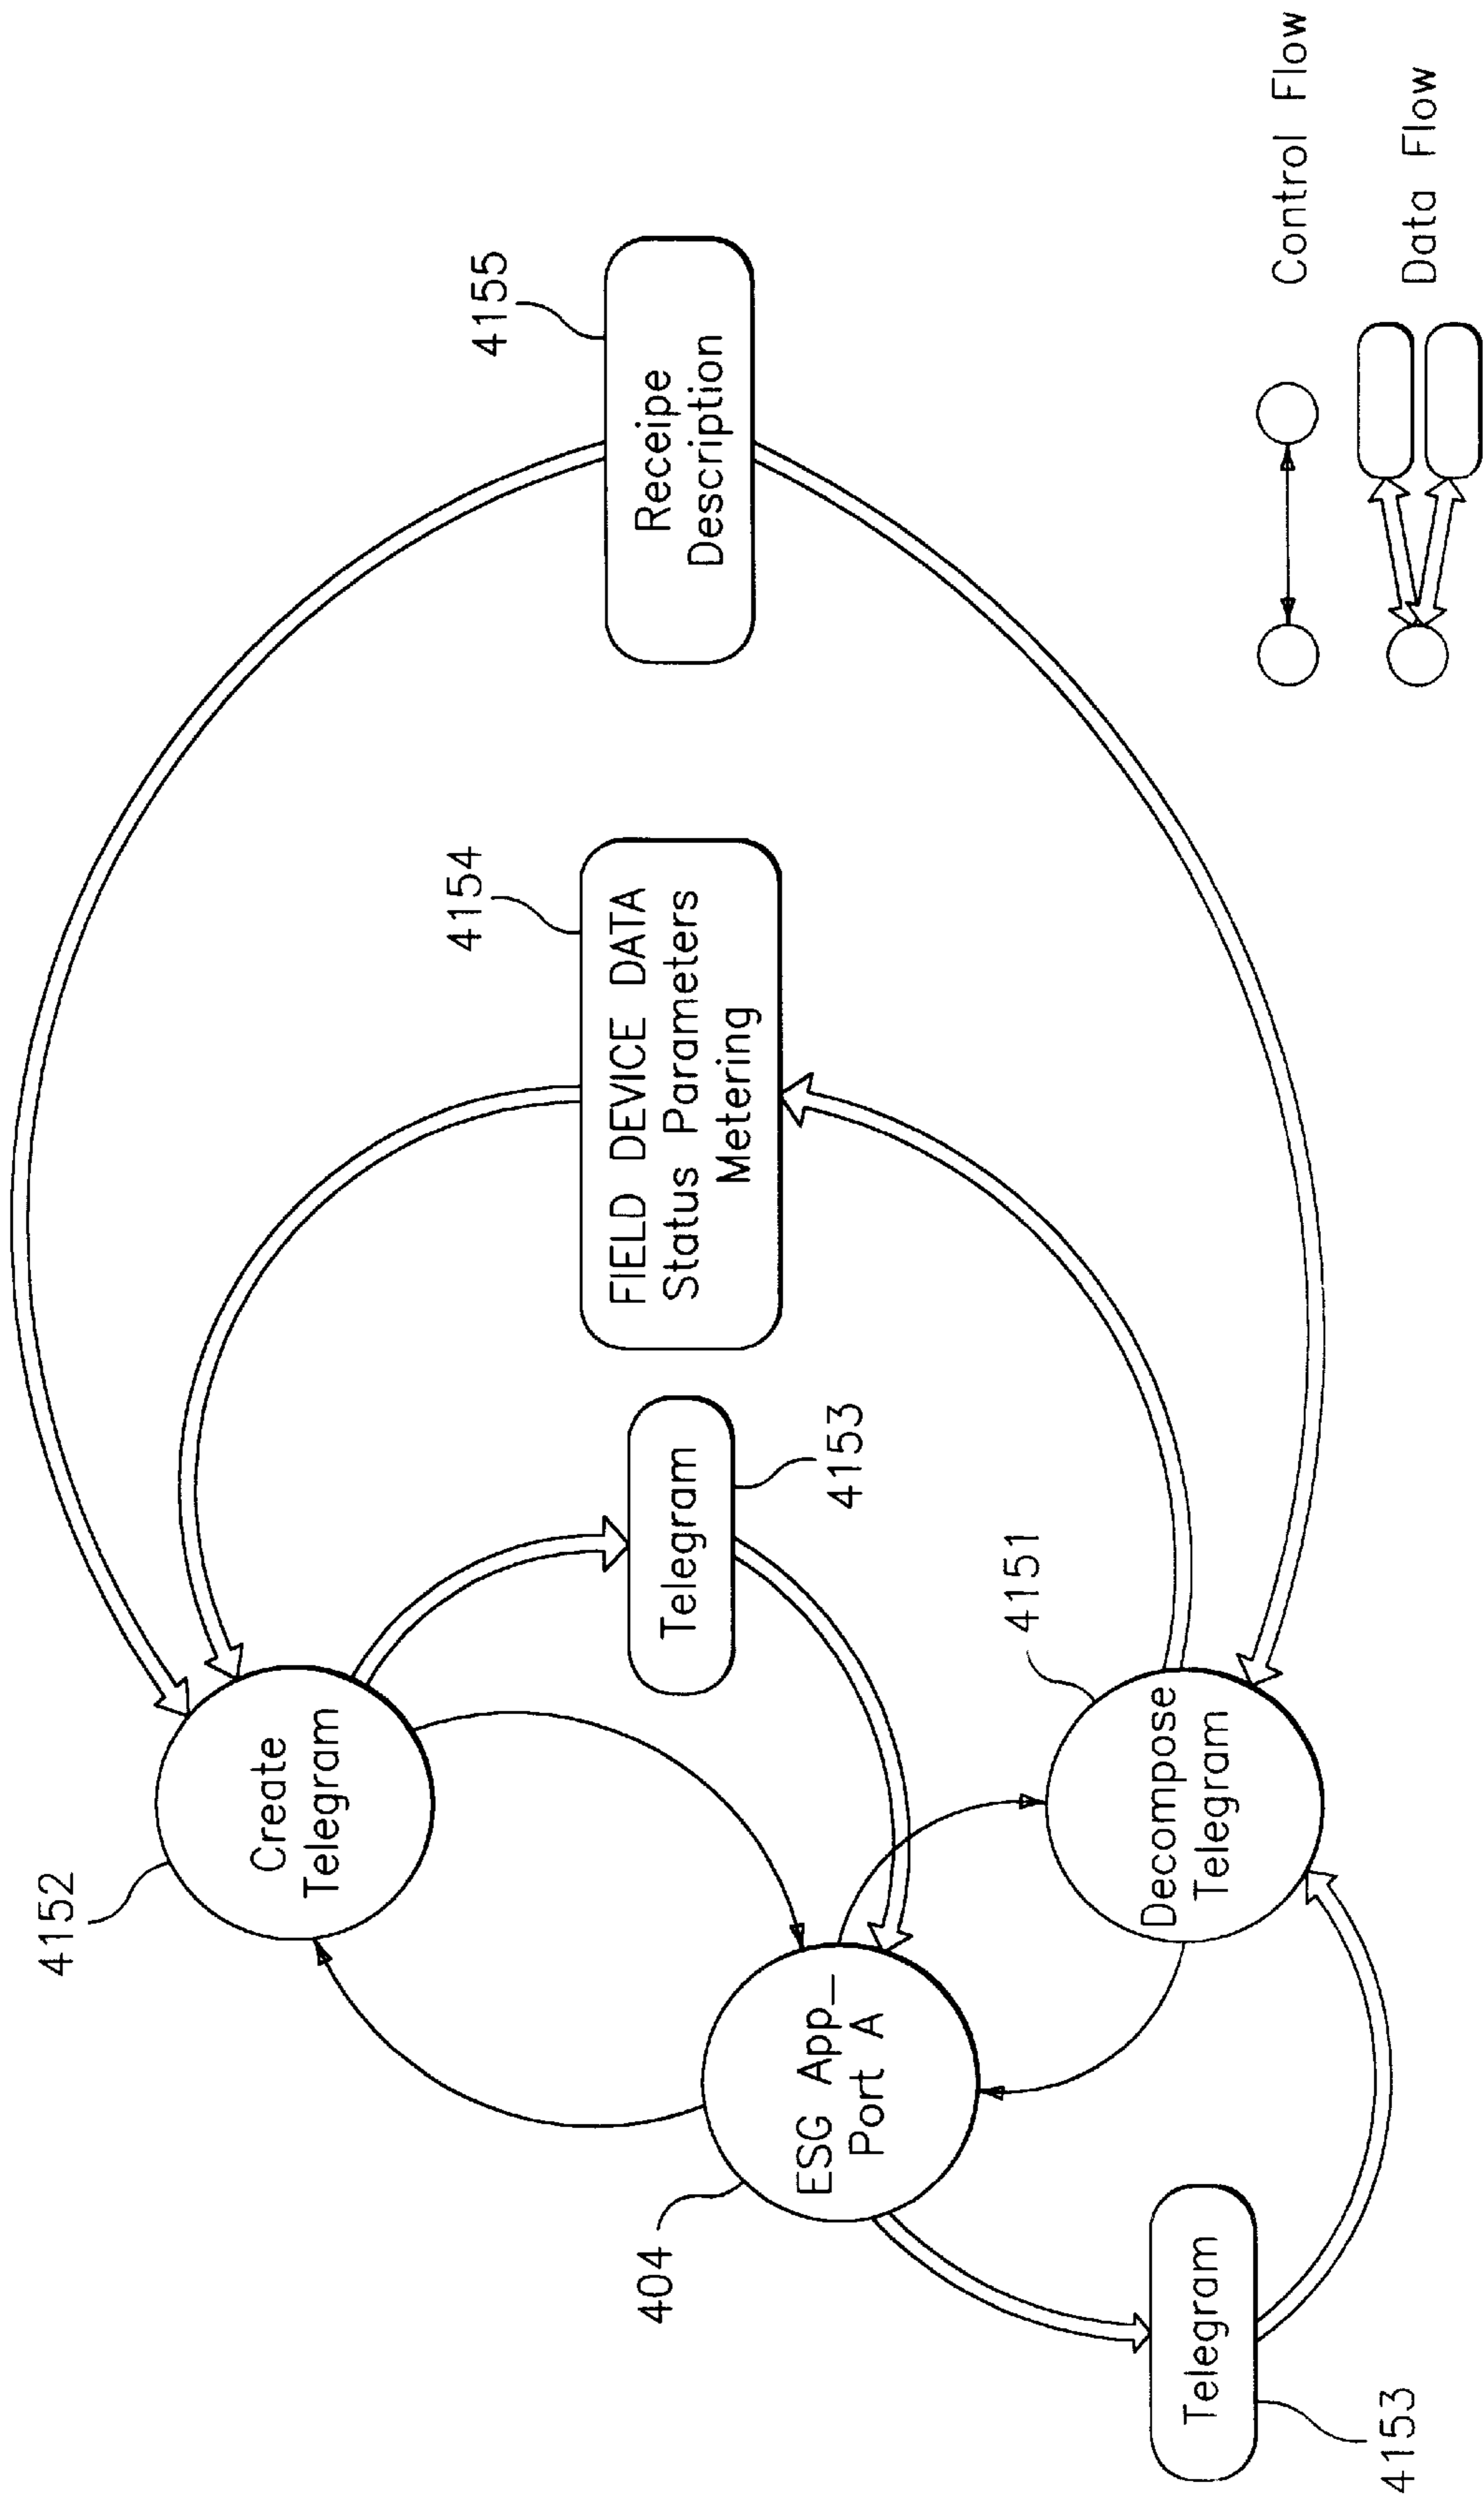 4152
Create
Telegram
4155
Receipe
Description
4154
FIELD DEVICE DATA
Status Parameters
Metering
Telegram
4153
404
ESG App_
Port A
4151
Decompose
Telegram
Telegram
4153
Control Flow
Data Flow